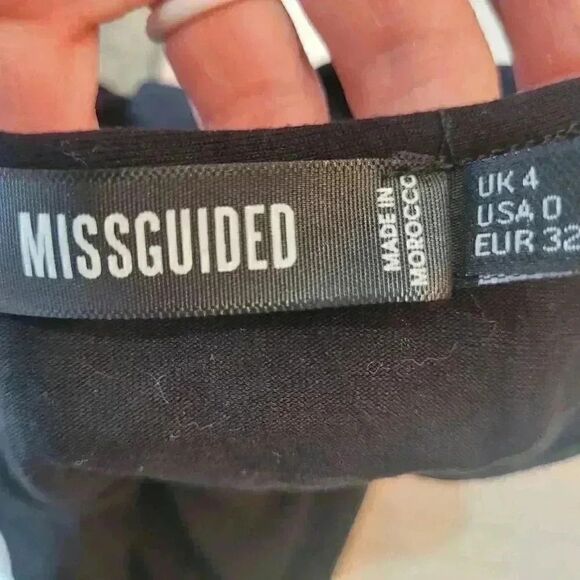 MISSGUIDED
MADE IN
MOROCCO
UK 4
USA 0
EUR 32